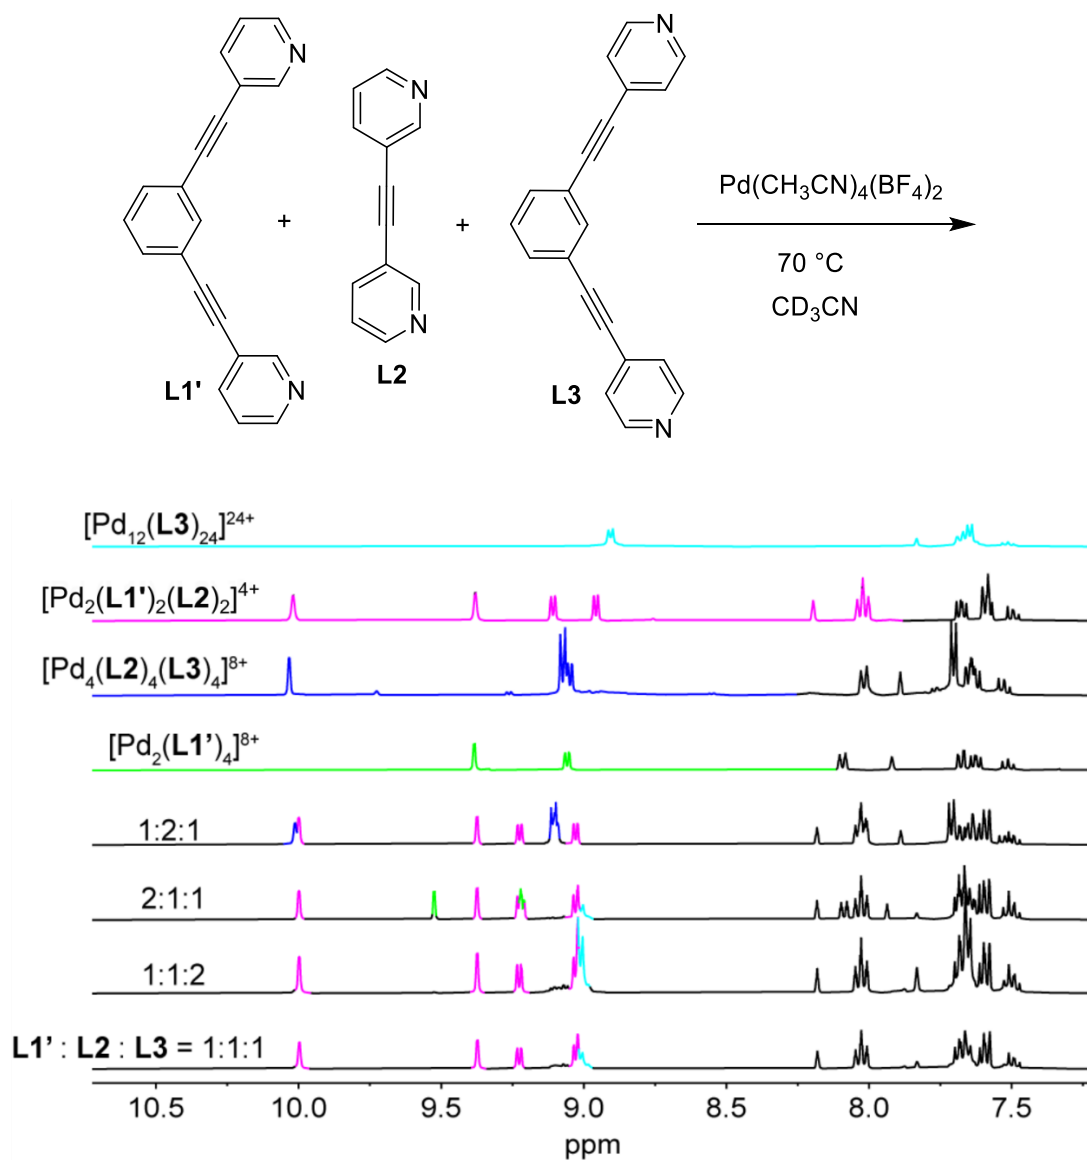 N
N
N
+
+
Pd(CH₃CN)₄(BF₄)₂
70 °C
CD₃CN
N
L2
L1'
N
L3
N
[Pd₁₂(L3)₂₄]²⁴⁺
[Pd₂(L1')₂(L2)₂]⁴⁺
[Pd₄(L2)₄(L3)₄]⁸⁺
[Pd₂(L1’)₄]⁸⁺
1:2:1
2:1:1
1:1:2
L1’ : L2 : L3 = 1:1:1
10.5 10.0 9.5 9.0 8.5 8.0 7.5
ppm